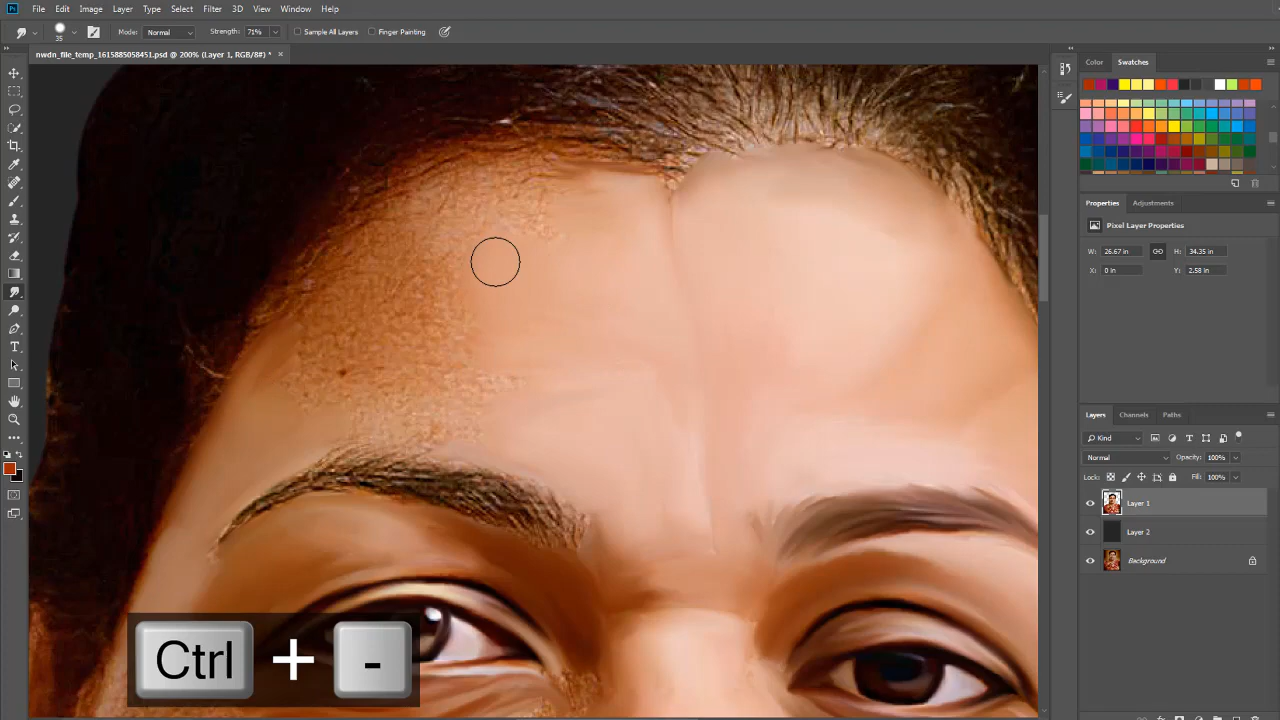 Ps File Edit Image Layer Type Select Filter 3D View Window Help
35 Mode: Normal Strength: 71% Sample All Layers Finger Painting
nwdn_file_temp_1615885058451.psd @ 200% (Layer 1, RGB/8#) * ×
Color Swatches
Properties Adjustments
Pixel Layer Properties
W: 26.67 in H: 34.35 in
X: 0 in Y: 2.58 in
Layers Channels Paths
Kind
Normal Opacity: 100%
Lock: Fill: 100%
Layer 1
Layer 2
Background
Ctrl + -